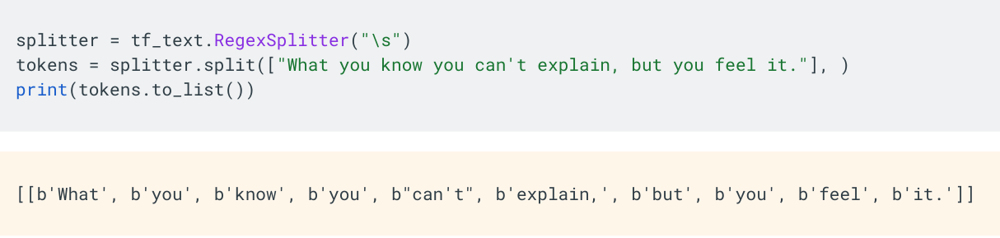 splitter = tf_text.RegexSplitter("\s")
tokens = splitter.split(["What you know you can't explain, but you feel it."], )
print(tokens.to_list())
[[b'What', b'you', b'know', b'you', b"can't", b'explain,', b'but', b'you', b'feel', b'it.']]